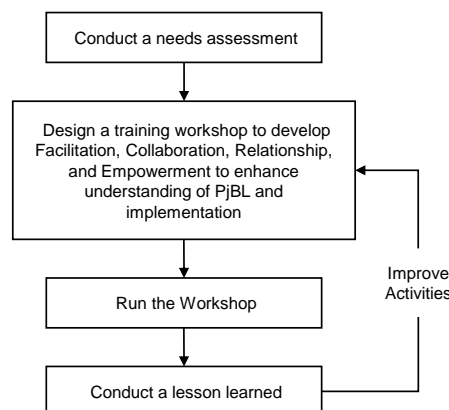 Conduct a needs assessment
Design a training workshop to develop
Facilitation, Collaboration, Relationship,
and Empowerment to enhance
understanding of PjBL and
implementation
Improve
Activities
Run the Workshop
Conduct a lesson learned